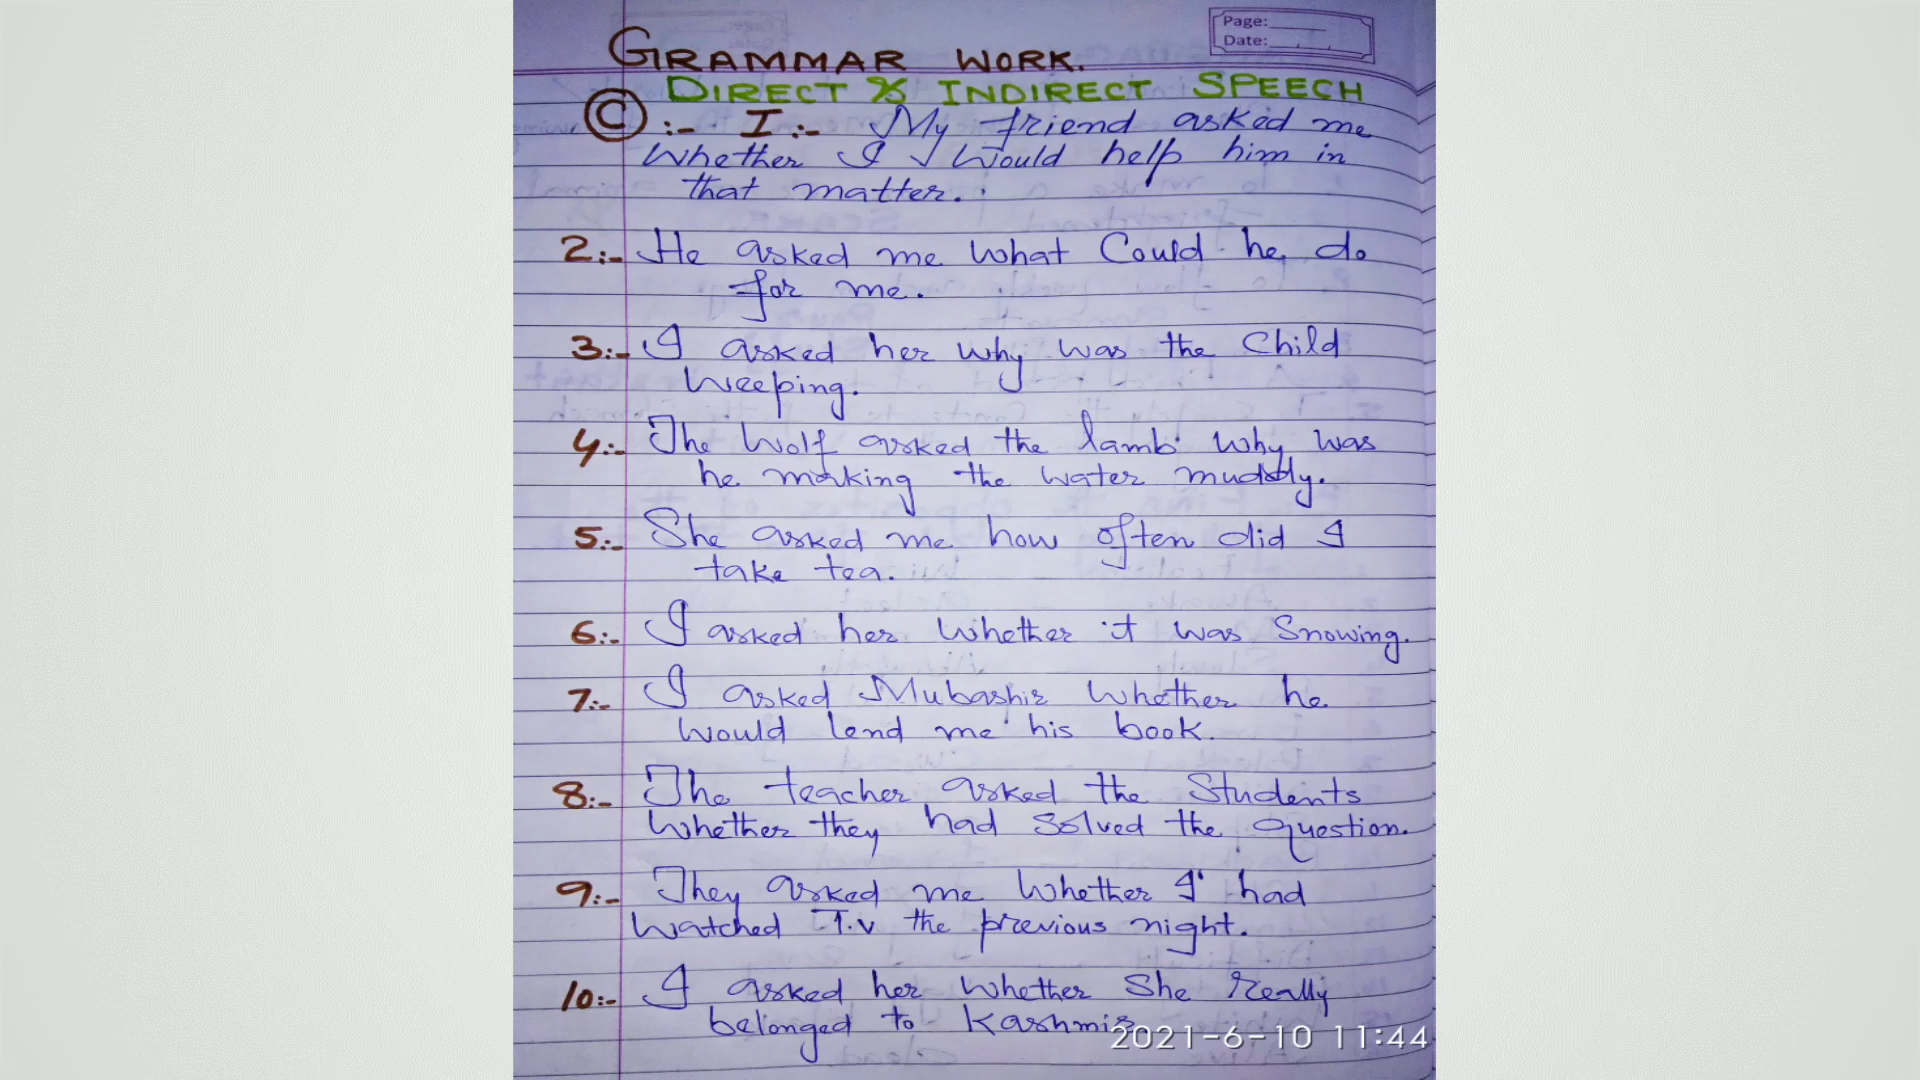 Page:
Date:
GRAMMAR WORK.
DIRECT & INDIRECT SPEECH
C :- I :- My friend asked me
whether I would help him in
that matter.
2:- He asked me what Could he do
for me.
3:- I asked her why was the Child
weeping.
4:- The Wolf asked the lamb why was
he making the water muddy.
5:- She asked me how often did I
take tea.
6:- I asked her whether it was Snowing.
7:- I asked Mubashir whether he
would lend me his book.
8:- The teacher asked the Students
whether they had solved the question.
9:- They asked me whether I had
watched T.v the previous night.
10:- I asked her whether She really
belonged to Kashmir.
2021-6-10 11:44